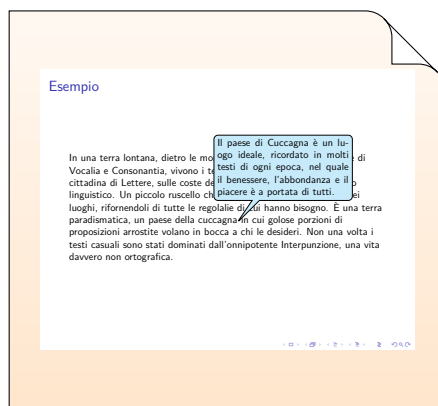 Esempio
Il paese di Cuccagna è un luo-
ogo ideale, ricordato in molti
testi di ogni epoca, nel quale
il benessere, l'abbondanza e il
piacere è a portata di tutti.
In una terra lontana, dietro le mo di
Vocalia e Consonantia, vivono i te
cittadina di Lettere, sulle coste de
linguistico. Un piccolo ruscello ch ei
luoghi, rifornendoli di tutte le regolalie di cui hanno bisogno. È una terra
paradismatica, un paese della cuccagna in cui golose porzioni di
proposizioni arrostite volano in bocca a chi le desideri. Non una volta i
testi casuali sono stati dominati dall'onnipotente Interpunzione, una vita
davvero non ortografica.